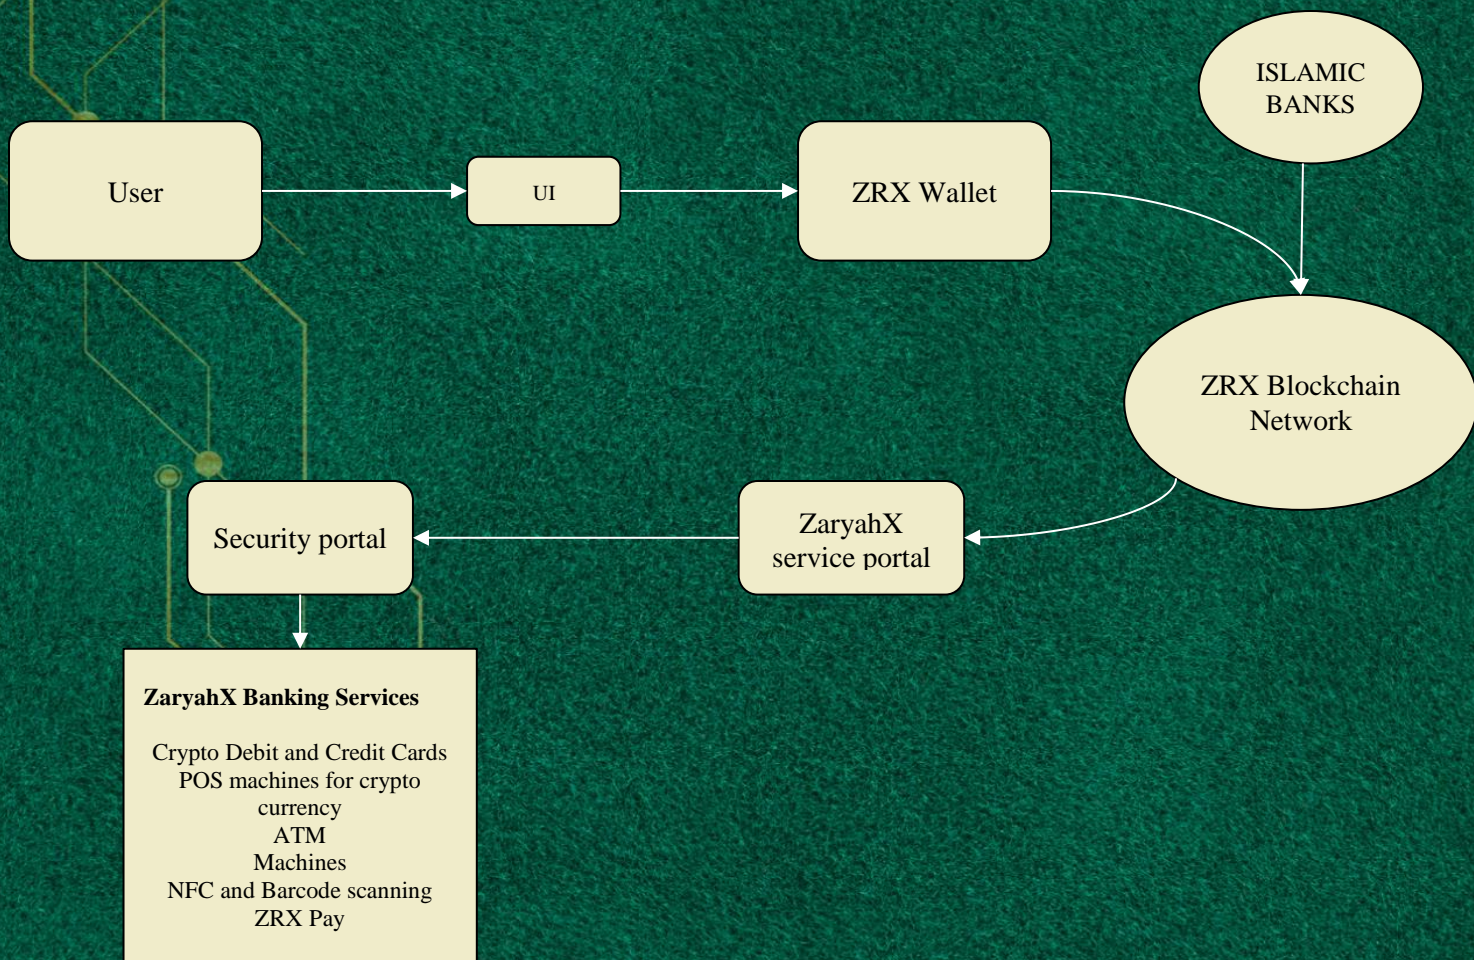 ISLAMIC
BANKS
User
UI
ZRX Wallet
ZRX Blockchain
Network
Security portal
ZaryahX
service portal
ZaryahX Banking Services
Crypto Debit and Credit Cards
POS machines for crypto
currency
ATM
Machines
NFC and Barcode scanning
ZRX Pay